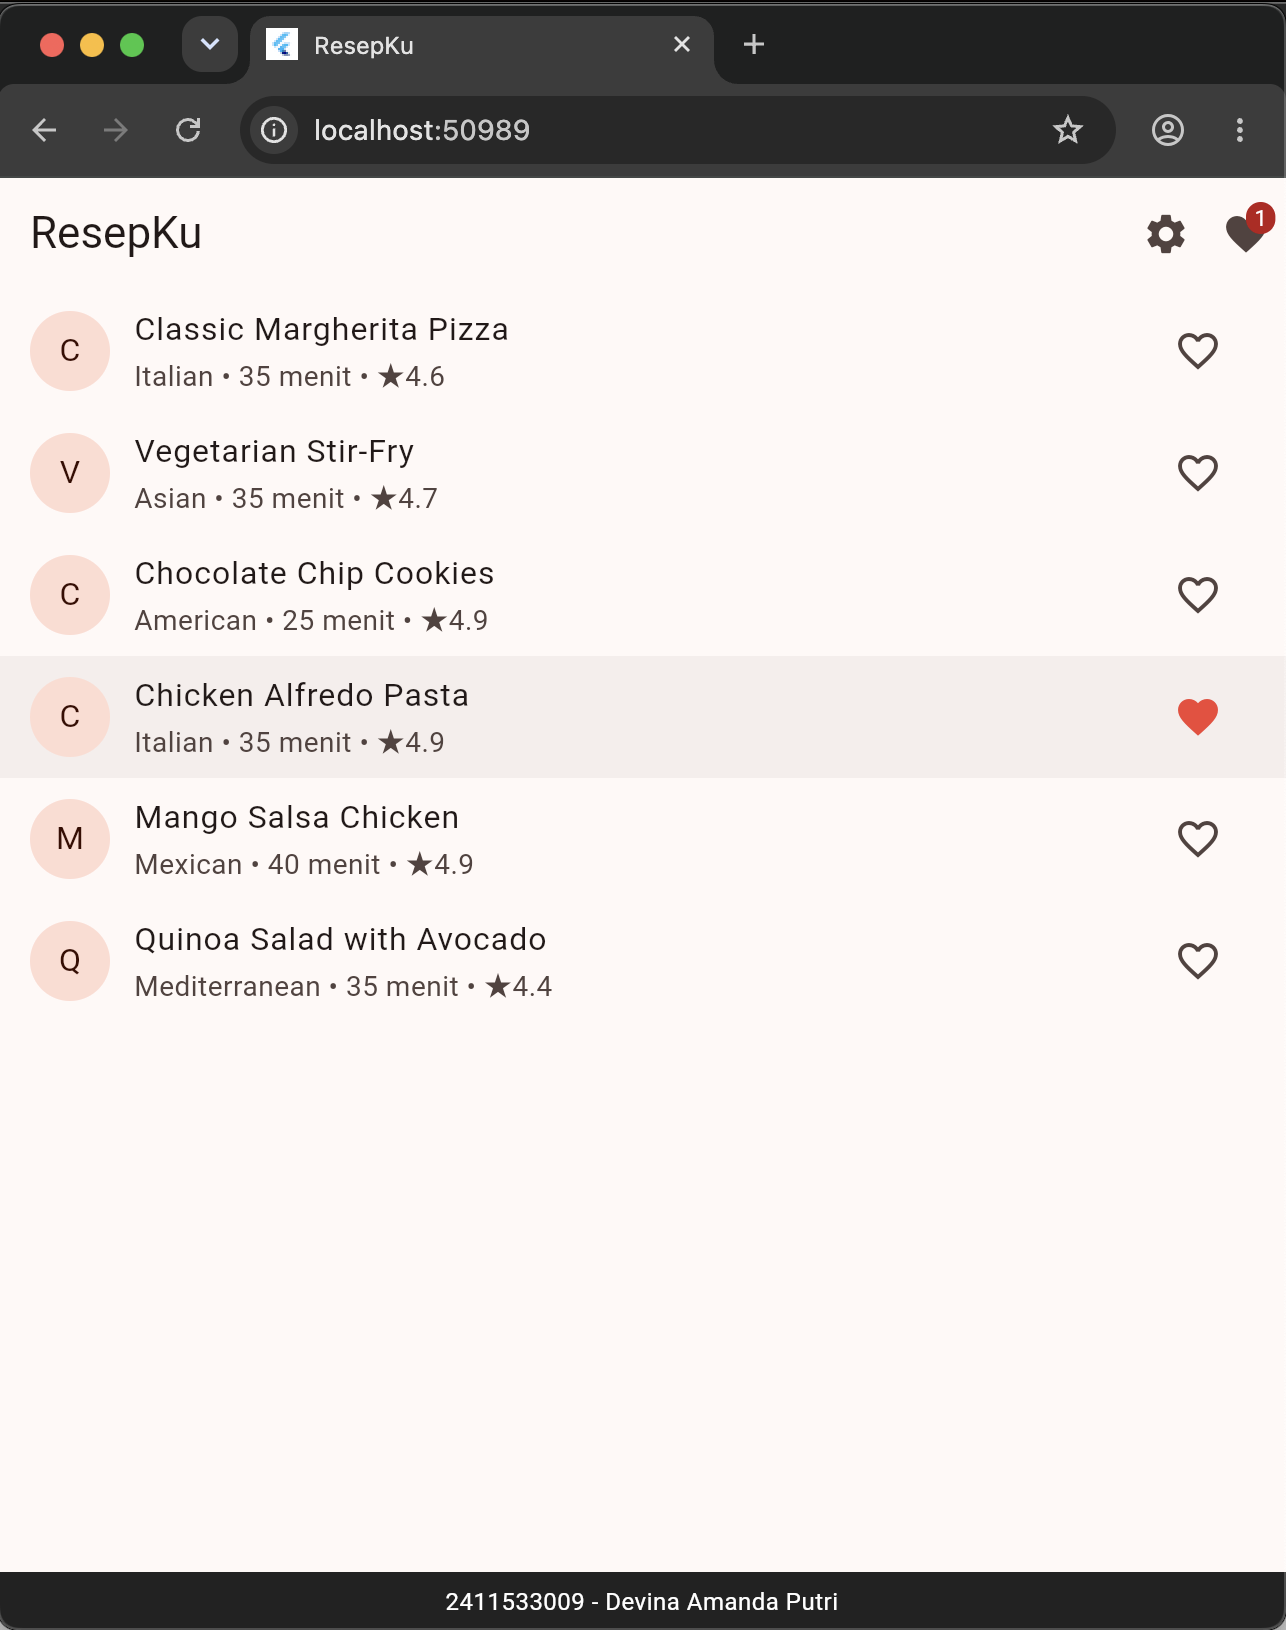 ResepKu
localhost:50989
ResepKu
1
C
Classic Margherita Pizza
Italian • 35 menit • ★4.6
V
Vegetarian Stir-Fry
Asian • 35 menit • ★4.7
C
Chocolate Chip Cookies
American • 25 menit • ★4.9
C
Chicken Alfredo Pasta
Italian • 35 menit • ★4.9
M
Mango Salsa Chicken
Mexican • 40 menit • ★4.9
Q
Quinoa Salad with Avocado
Mediterranean • 35 menit • ★4.4
2411533009 - Devina Amanda Putri